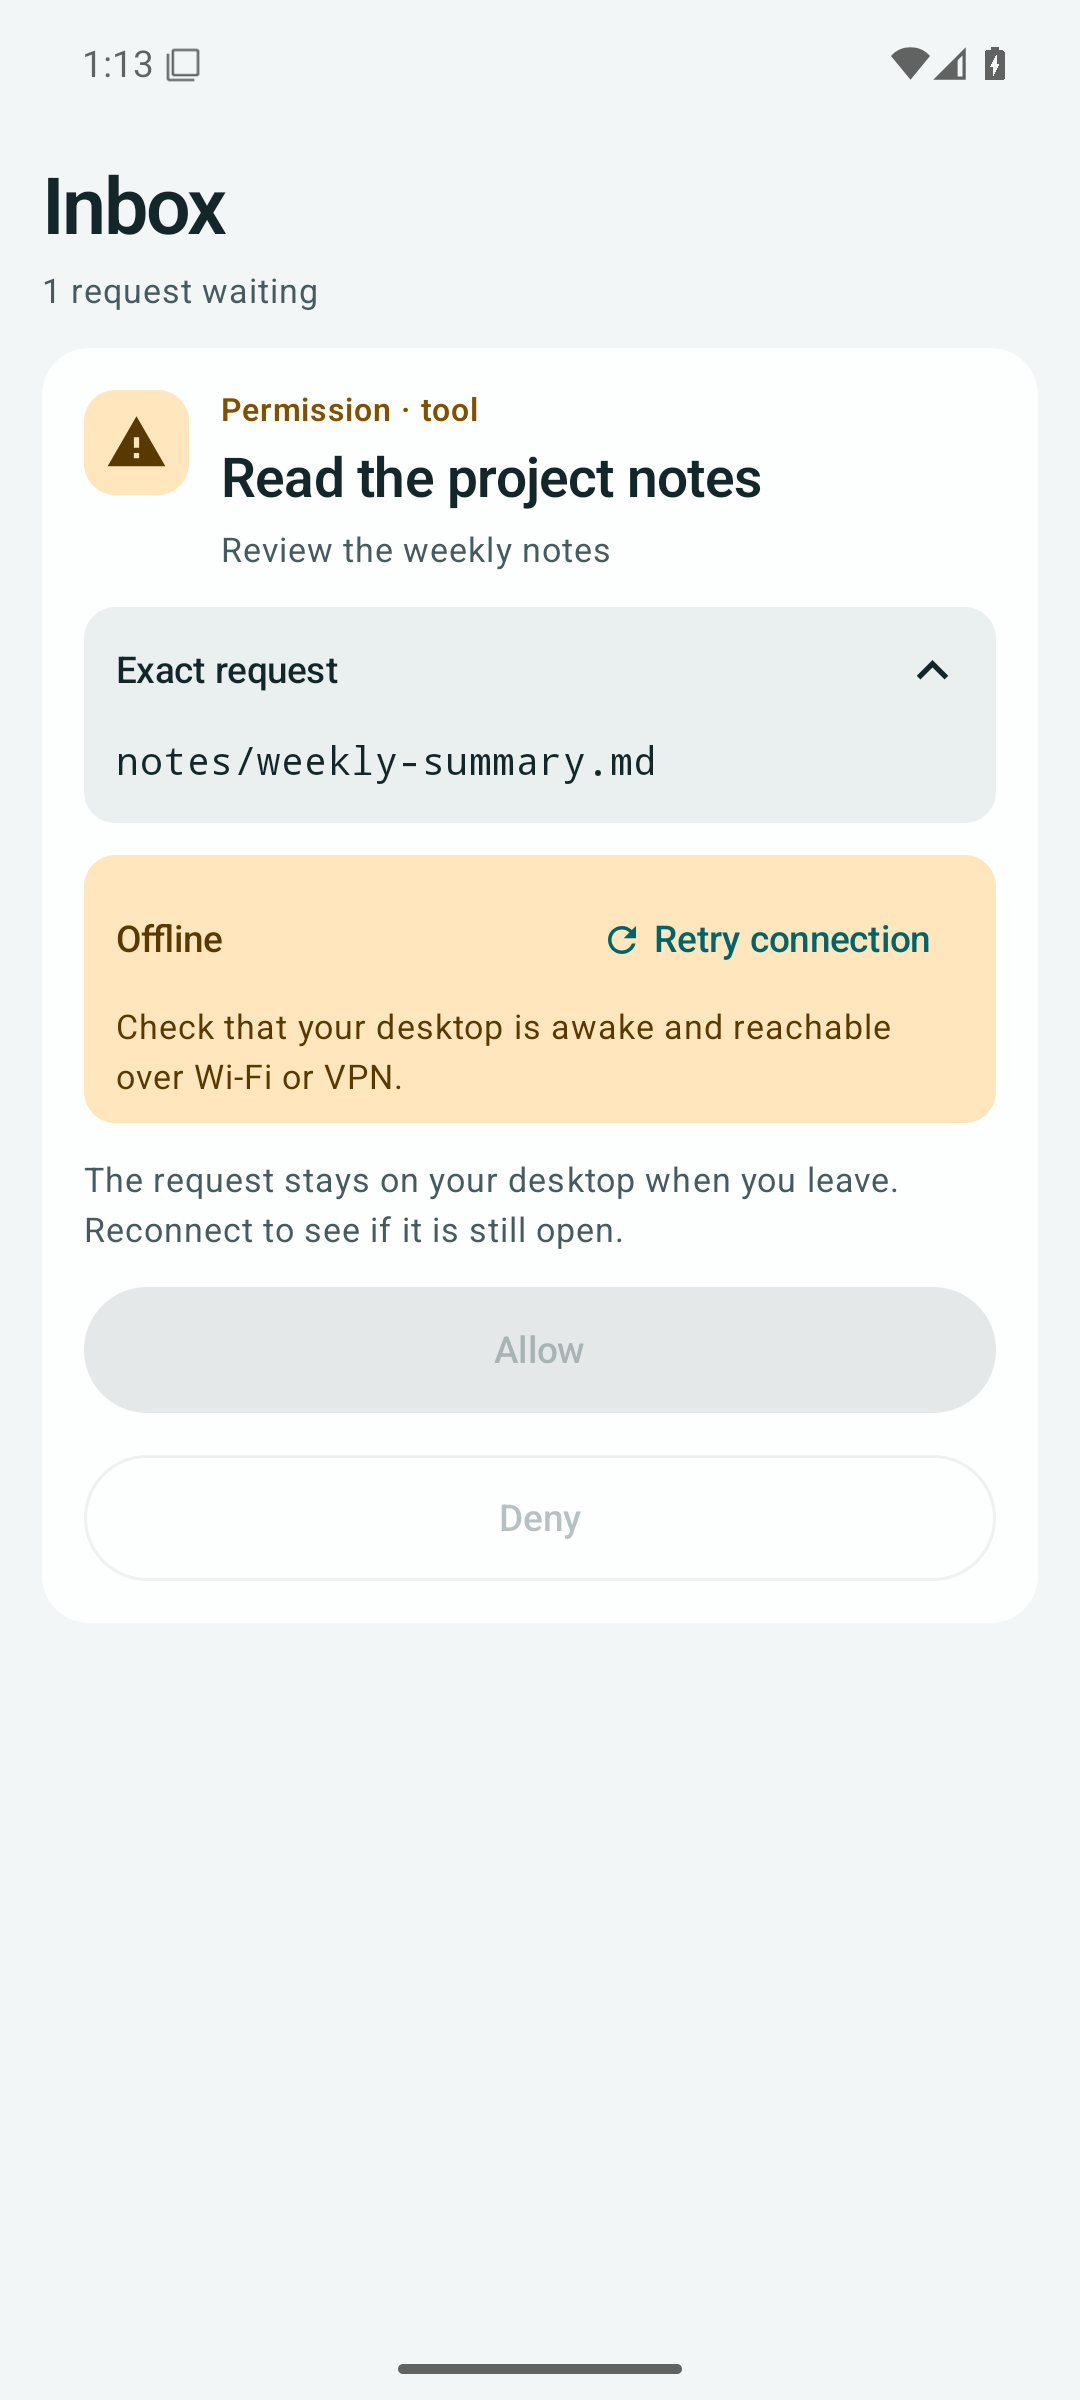 1:13
Inbox
1 request waiting
Permission · tool
Read the project notes
Review the weekly notes
Exact request
notes/weekly-summary.md
Offline
Retry connection
Check that your desktop is awake and reachable
over Wi-Fi or VPN.
The request stays on your desktop when you leave.
Reconnect to see if it is still open.
Allow
Deny